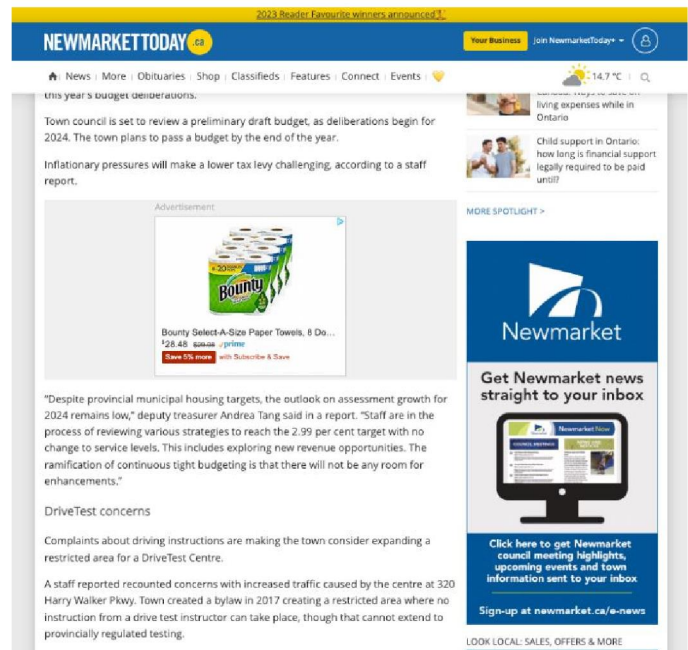 2023 Reader Favourite winners announced
NEWMARKETTODAY.ca
Your Business
Join NewmarketToday+
News
More
Obituaries
Shop
Classifieds
Features
Connect
Events
14.7 °C
this year's budget deliberations.
Town council is set to review a preliminary draft budget, as deliberations begin for
2024. The town plans to pass a budget by the end of the year.
Inflationary pressures will make a lower tax levy challenging, according to a staff
report.
Advertisement
Bounty
Bounty Select-A-Size Paper Towels, 8 Do...
$28.48
prime
Save 5% more with Subscribe & Save
"Despite provincial municipal housing targets, the outlook on assessment growth for
2024 remains low," deputy treasurer Andrea Tang said in a report. "Staff are in the
process of reviewing various strategies to reach the 2.99 per cent target with no
change to service levels. This includes exploring new revenue opportunities. The
ramification of continuous tight budgeting is that there will not be any room for
enhancements."
DriveTest concerns
Complaints about driving instructions are making the town consider expanding a
restricted area for a DriveTest Centre.
A staff reported recounted concerns with increased traffic caused by the centre at 320
Harry Walker Pkwy. Town created a bylaw in 2017 creating a restricted area where no
instruction from a drive test instructor can take place, though that cannot extend to
provincially regulated testing.
living expenses while in
Ontario
Child support in Ontario:
how long is financial support
legally required to be paid
until?
MORE SPOTLIGHT >
Newmarket
Get Newmarket news
straight to your inbox
Newmarket Now
Click here to get Newmarket
council meeting highlights,
upcoming events and town
information sent to your inbox
Sign-up at newmarket.ca/e-news
LOOK LOCAL: SALES, OFFERS & MORE